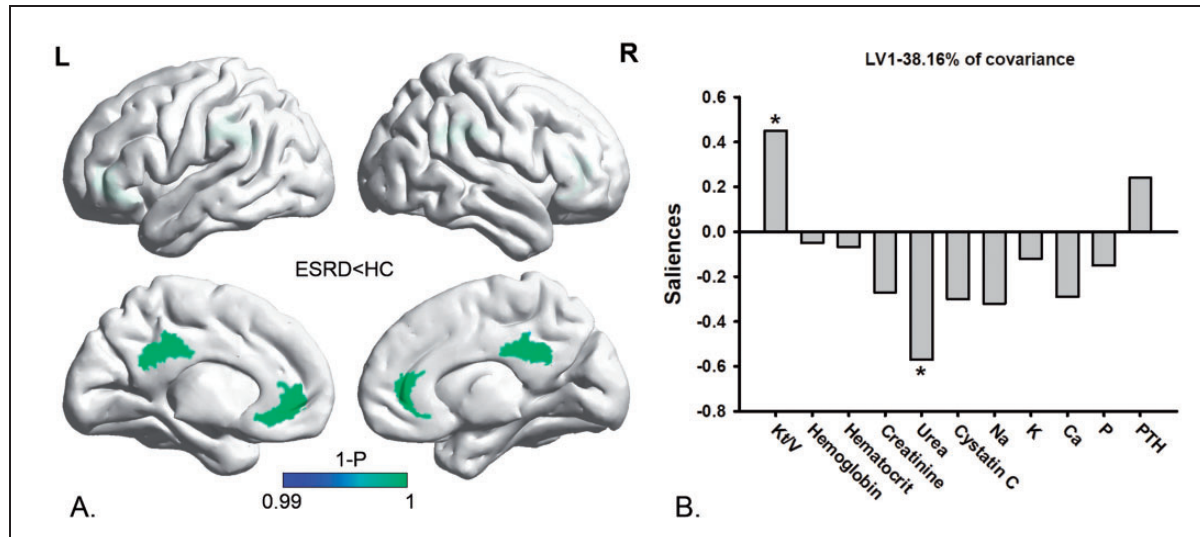 L
R
ESRD<HC
1-P
0.99
1
A.
LV1-38.16% of covariance
Saliences
0.6
0.4
0.2
0.0
-0.2
-0.4
-0.6
-0.8
*
*
Kt/V
Hemoglobin
Hematocrit
Creatinine
Urea
Cystatin C
Na
K
Ca
P
PTH
B.